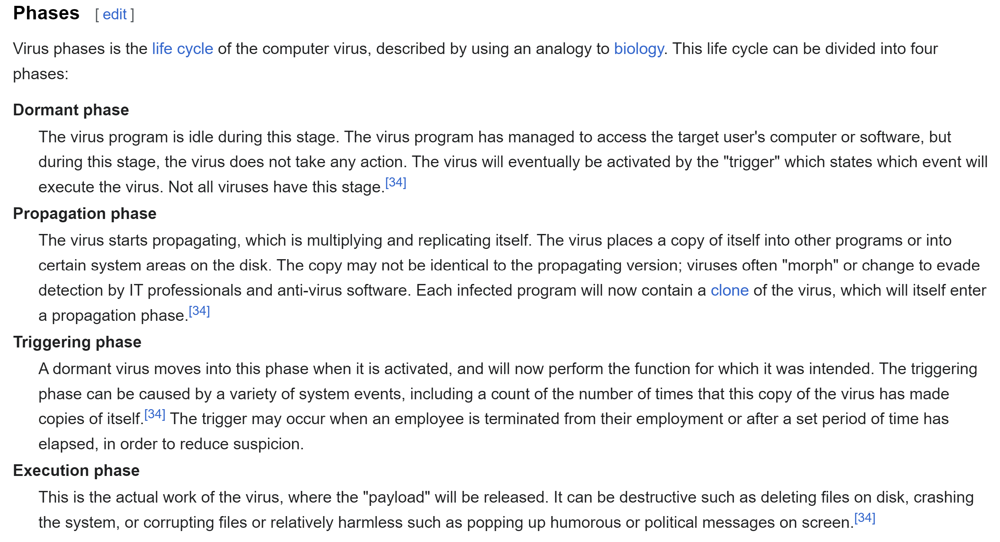 Phases [ edit ]
Virus phases is the life cycle of the computer virus, described by using an analogy to biology. This life cycle can be divided into four
phases:
Dormant phase
The virus program is idle during this stage. The virus program has managed to access the target user's computer or software, but
during this stage, the virus does not take any action. The virus will eventually be activated by the "trigger" which states which event will
execute the virus. Not all viruses have this stage.[34]
Propagation phase
The virus starts propagating, which is multiplying and replicating itself. The virus places a copy of itself into other programs or into
certain system areas on the disk. The copy may not be identical to the propagating version; viruses often "morph" or change to evade
detection by IT professionals and anti-virus software. Each infected program will now contain a clone of the virus, which will itself enter
a propagation phase.[34]
Triggering phase
A dormant virus moves into this phase when it is activated, and will now perform the function for which it was intended. The triggering
phase can be caused by a variety of system events, including a count of the number of times that this copy of the virus has made
copies of itself.[34] The trigger may occur when an employee is terminated from their employment or after a set period of time has
elapsed, in order to reduce suspicion.
Execution phase
This is the actual work of the virus, where the "payload" will be released. It can be destructive such as deleting files on disk, crashing
the system, or corrupting files or relatively harmless such as popping up humorous or political messages on screen.[34]